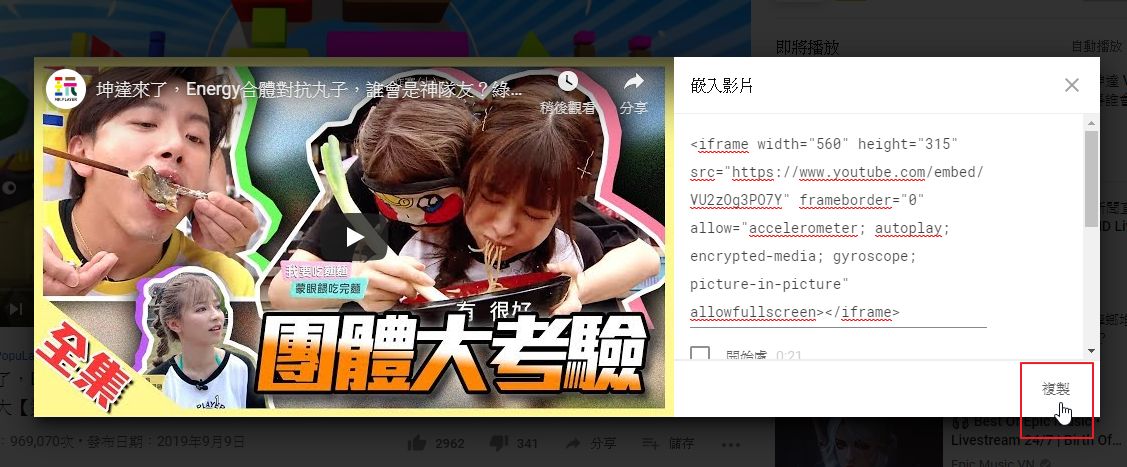 即將播放
自動播放
玩
MR.PLAYER
坤達來了，Energy合體對抗丸子，誰會是神隊友？綠...
稍後觀看
分享
我要吃麵麵
蒙眼餵吃完麵
有 很好
全集
團體大考驗
PLAYER
嵌入影片
<iframe width="560" height="315"
src="https://www.youtube.com/embed/
VU2zOg3PO7Y" frameborder="0"
allow="accelerometer; autoplay;
encrypted-media; gyroscope;
picture-in-picture"
allowfullscreen></iframe>
開始處 0:21
複製
969,070次 • 發布日期：2019年9月9日
2962
341
分享
儲存
Best Of Epic Music •
Livestream 24/7 | Birth Of...
Epic Music VN